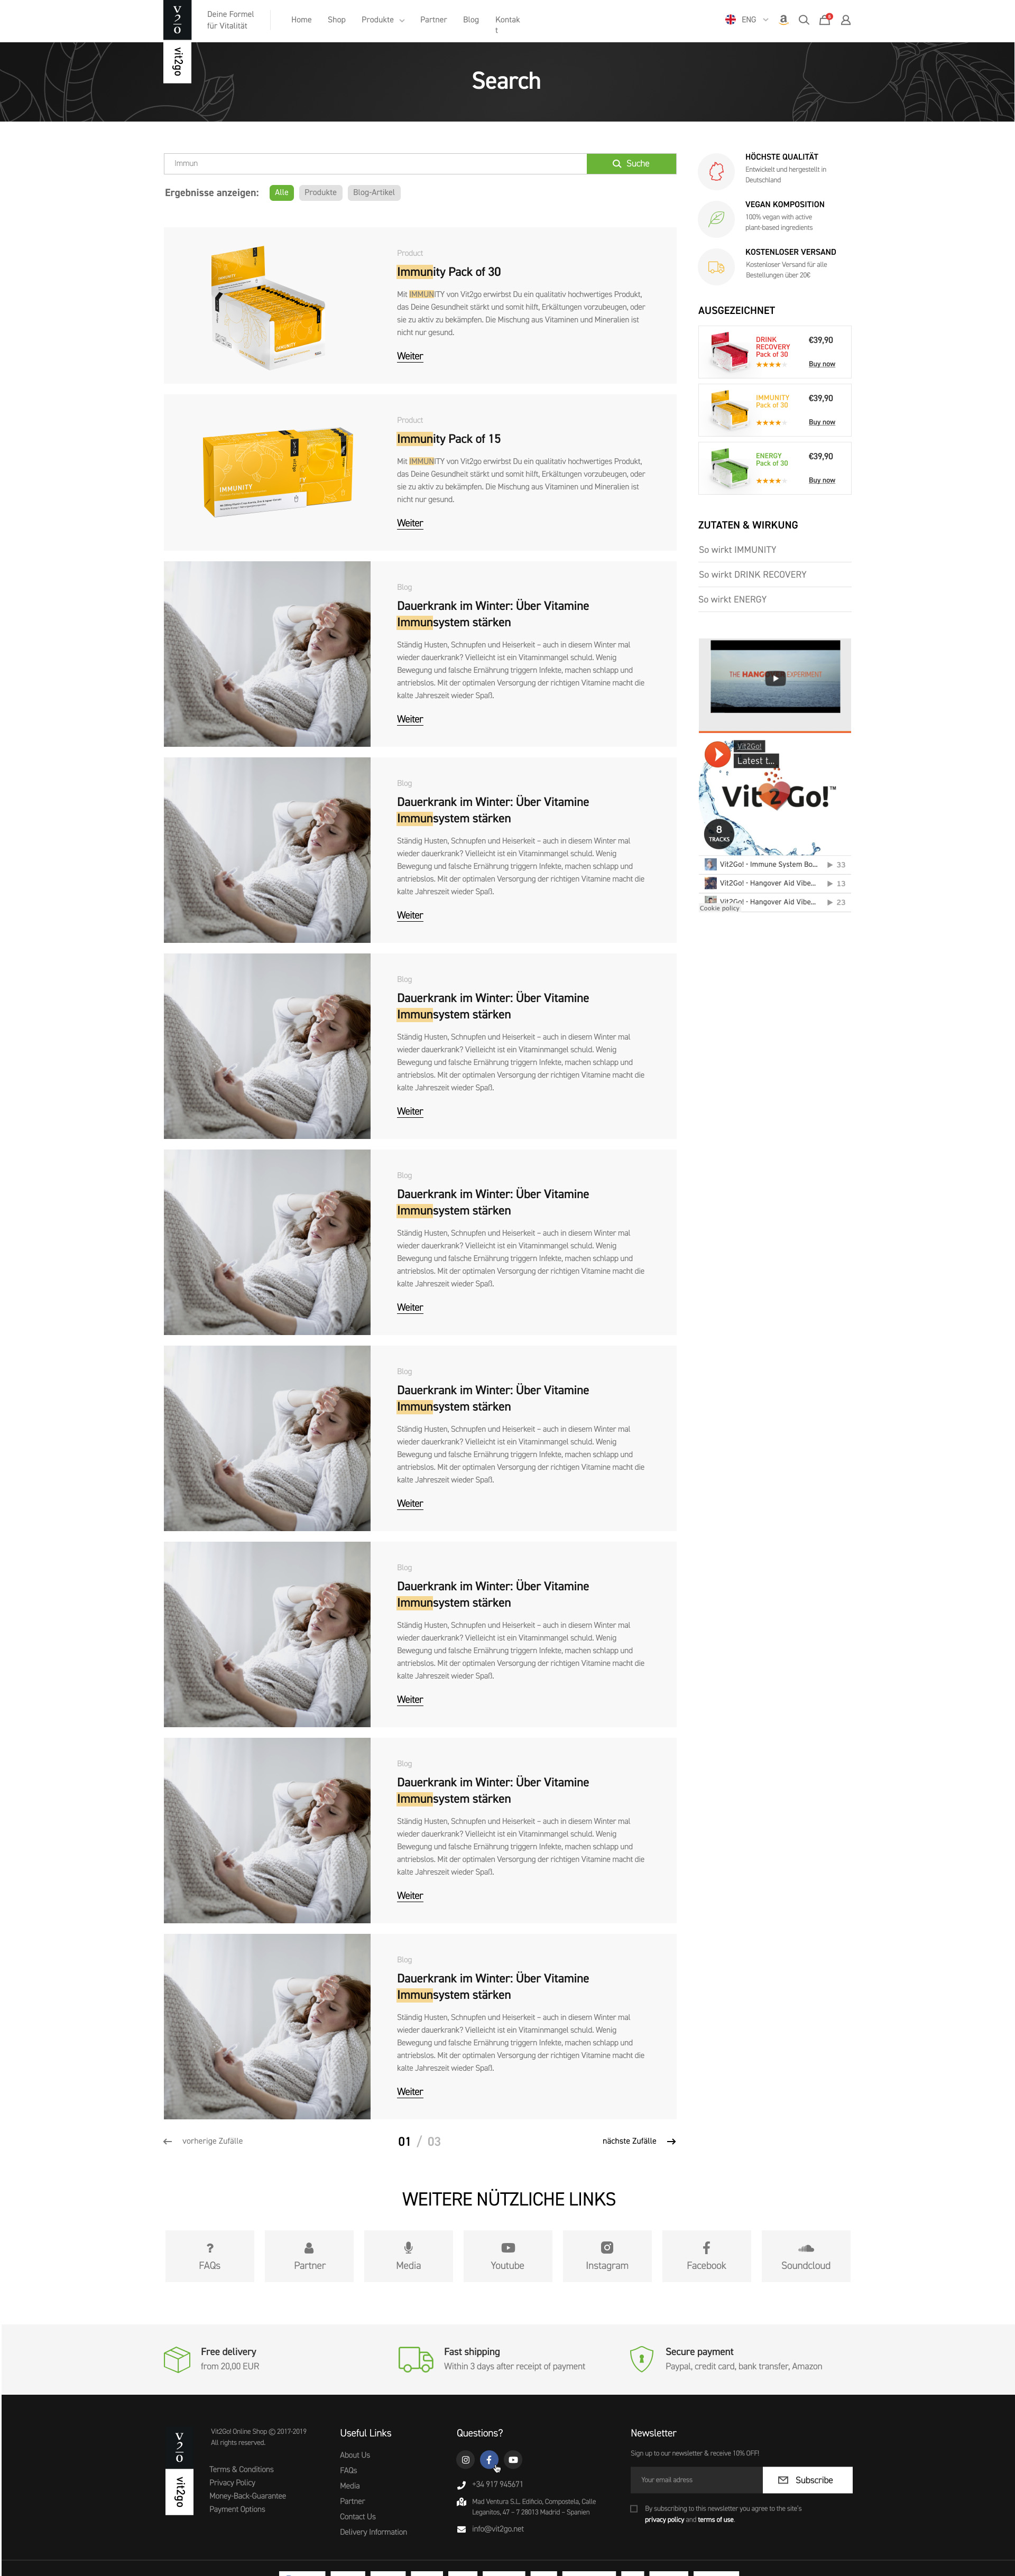 V2o
vit2go
Deine Formel
für Vitalität
Home
Shop
Produkte
Partner
Blog
Kontak
t
ENG
Search
Immun
Suche
Ergebnisse anzeigen:
Alle
Produkte
Blog-Artikel
Product
Immunity Pack of 30
Mit IMMUNITY von Vit2go erwirbst Du ein qualitativ hochwertiges Produkt,
das Deine Gesundheit stärkt und somit hilft, Erkältungen vorzubeugen, oder
sie zu aktiv zu bekämpfen. Die Mischung aus Vitaminen und Mineralien ist
nicht nur gesund.
Weiter
IMMUNITY
Product
Immunity Pack of 15
Mit IMMUNITY von Vit2go erwirbst Du ein qualitativ hochwertiges Produkt,
das Deine Gesundheit stärkt und somit hilft, Erkältungen vorzubeugen, oder
sie zu aktiv zu bekämpfen. Die Mischung aus Vitaminen und Mineralien ist
nicht nur gesund.
Weiter
Blog
Dauerkrank im Winter: Über Vitamine
Immunsystem stärken
Ständig Husten, Schnupfen und Heiserkeit – auch in diesem Winter mal
wieder dauerkrank? Vielleicht ist ein Vitaminmangel schuld. Wenig
Bewegung und falsche Ernährung triggern Infekte, machen schlapp und
antriebslos. Mit der optimalen Versorgung der richtigen Vitamine macht die
kalte Jahreszeit wieder Spaß.
Weiter
Blog
Dauerkrank im Winter: Über Vitamine
Immunsystem stärken
Ständig Husten, Schnupfen und Heiserkeit – auch in diesem Winter mal
wieder dauerkrank? Vielleicht ist ein Vitaminmangel schuld. Wenig
Bewegung und falsche Ernährung triggern Infekte, machen schlapp und
antriebslos. Mit der optimalen Versorgung der richtigen Vitamine macht die
kalte Jahreszeit wieder Spaß.
Weiter
Blog
Dauerkrank im Winter: Über Vitamine
Immunsystem stärken
Ständig Husten, Schnupfen und Heiserkeit – auch in diesem Winter mal
wieder dauerkrank? Vielleicht ist ein Vitaminmangel schuld. Wenig
Bewegung und falsche Ernährung triggern Infekte, machen schlapp und
antriebslos. Mit der optimalen Versorgung der richtigen Vitamine macht die
kalte Jahreszeit wieder Spaß.
Weiter
Blog
Dauerkrank im Winter: Über Vitamine
Immunsystem stärken
Ständig Husten, Schnupfen und Heiserkeit – auch in diesem Winter mal
wieder dauerkrank? Vielleicht ist ein Vitaminmangel schuld. Wenig
Bewegung und falsche Ernährung triggern Infekte, machen schlapp und
antriebslos. Mit der optimalen Versorgung der richtigen Vitamine macht die
kalte Jahreszeit wieder Spaß.
Weiter
Blog
Dauerkrank im Winter: Über Vitamine
Immunsystem stärken
Ständig Husten, Schnupfen und Heiserkeit – auch in diesem Winter mal
wieder dauerkrank? Vielleicht ist ein Vitaminmangel schuld. Wenig
Bewegung und falsche Ernährung triggern Infekte, machen schlapp und
antriebslos. Mit der optimalen Versorgung der richtigen Vitamine macht die
kalte Jahreszeit wieder Spaß.
Weiter
Blog
Dauerkrank im Winter: Über Vitamine
Immunsystem stärken
Ständig Husten, Schnupfen und Heiserkeit – auch in diesem Winter mal
wieder dauerkrank? Vielleicht ist ein Vitaminmangel schuld. Wenig
Bewegung und falsche Ernährung triggern Infekte, machen schlapp und
antriebslos. Mit der optimalen Versorgung der richtigen Vitamine macht die
kalte Jahreszeit wieder Spaß.
Weiter
Blog
Dauerkrank im Winter: Über Vitamine
Immunsystem stärken
Ständig Husten, Schnupfen und Heiserkeit – auch in diesem Winter mal
wieder dauerkrank? Vielleicht ist ein Vitaminmangel schuld. Wenig
Bewegung und falsche Ernährung triggern Infekte, machen schlapp und
antriebslos. Mit der optimalen Versorgung der richtigen Vitamine macht die
kalte Jahreszeit wieder Spaß.
Weiter
Blog
Dauerkrank im Winter: Über Vitamine
Immunsystem stärken
Ständig Husten, Schnupfen und Heiserkeit – auch in diesem Winter mal
wieder dauerkrank? Vielleicht ist ein Vitaminmangel schuld. Wenig
Bewegung und falsche Ernährung triggern Infekte, machen schlapp und
antriebslos. Mit der optimalen Versorgung der richtigen Vitamine macht die
kalte Jahreszeit wieder Spaß.
Weiter
vorherige Zufälle
01 / 03
nächste Zufälle
HÖCHSTE QUALITÄT
Entwickelt und hergestellt in
Deutschland
VEGAN KOMPOSITION
100% vegan with active
plant-based ingredients
KOSTENLOSER VERSAND
Kostenloser Versand für alle
Bestellungen über 20€
AUSGEZEICHNET
DRINK
RECOVERY
Pack of 30
€39,90
Buy now
IMMUNITY
Pack of 30
€39,90
Buy now
ENERGY
Pack of 30
€39,90
Buy now
ZUTATEN & WIRKUNG
So wirkt IMMUNITY
So wirkt DRINK RECOVERY
So wirkt ENERGY
Vit2Go!
Latest t...
Vit2Go!™
8
TRACKS
Vit2Go! - Immune System Bo... 33
Vit2Go! - Hangover Aid Vibe... 13
Vit2Go! - Hangover Aid Vibe... 23
Cookie policy
WEITERE NÜTZLICHE LINKS
FAQs
Partner
Media
Youtube
Instagram
Facebook
Soundcloud
Free delivery
from 20,00 EUR
Fast shipping
Within 3 days after receipt of payment
Secure payment
Paypal, credit card, bank transfer, Amazon
V2o
vit2go
Vit2Go! Online Shop © 2017-2019
All rights reserved.
Terms & Conditions
Privacy Policy
Money-Back-Guarantee
Payment Options
Useful Links
About Us
FAQs
Media
Partner
Contact Us
Delivery Information
Questions?
+34 917 945671
Mad Ventura S.L. Edificio, Compostela, Calle
Leganitos, 47 – 7 28013 Madrid – Spanien
info@vit2go.net
Newsletter
Sign up to our newsletter & receive 10% OFF!
Your email adress
Subscribe
By subscribing to this newsletter you agree to the site's
privacy policy and terms of use.